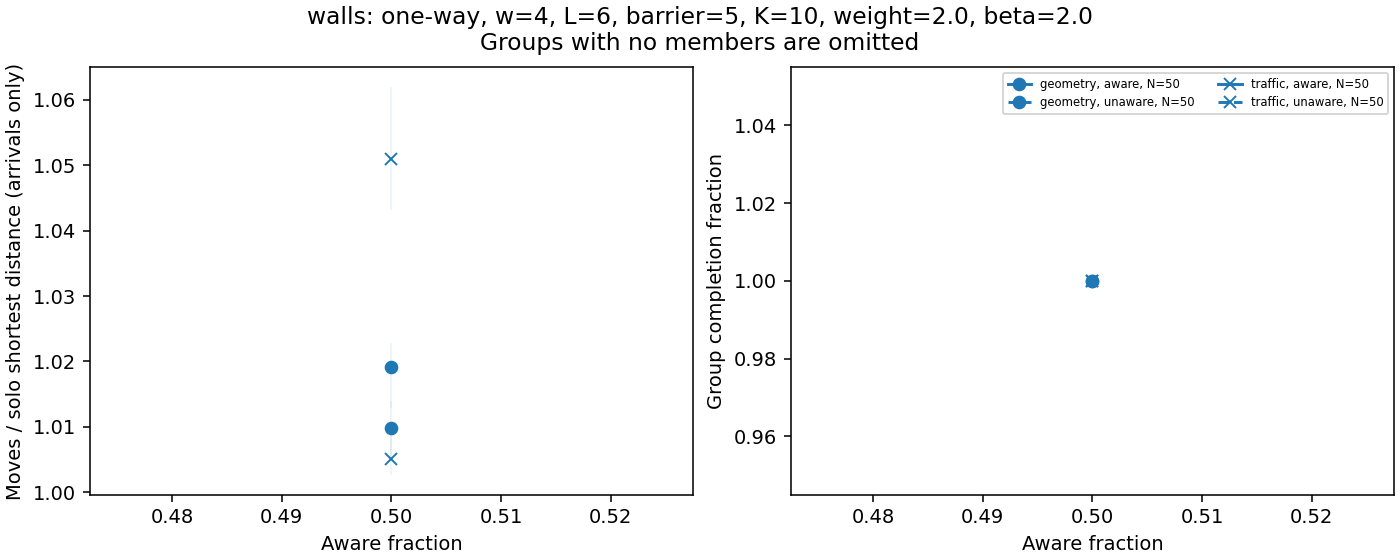 walls: one-way, w=4, L=6, barrier=5, K=10, weight=2.0, beta=2.0
Groups with no members are omitted
Moves / solo shortest distance (arrivals only)
1.06
1.05
1.04
1.03
1.02
1.01
1.00
0.48 0.49 0.50 0.51 0.52
Aware fraction
Group completion fraction
1.04
1.02
1.00
0.98
0.96
geometry, aware, N=50 traffic, aware, N=50
geometry, unaware, N=50 traffic, unaware, N=50
0.48 0.49 0.50 0.51 0.52
Aware fraction